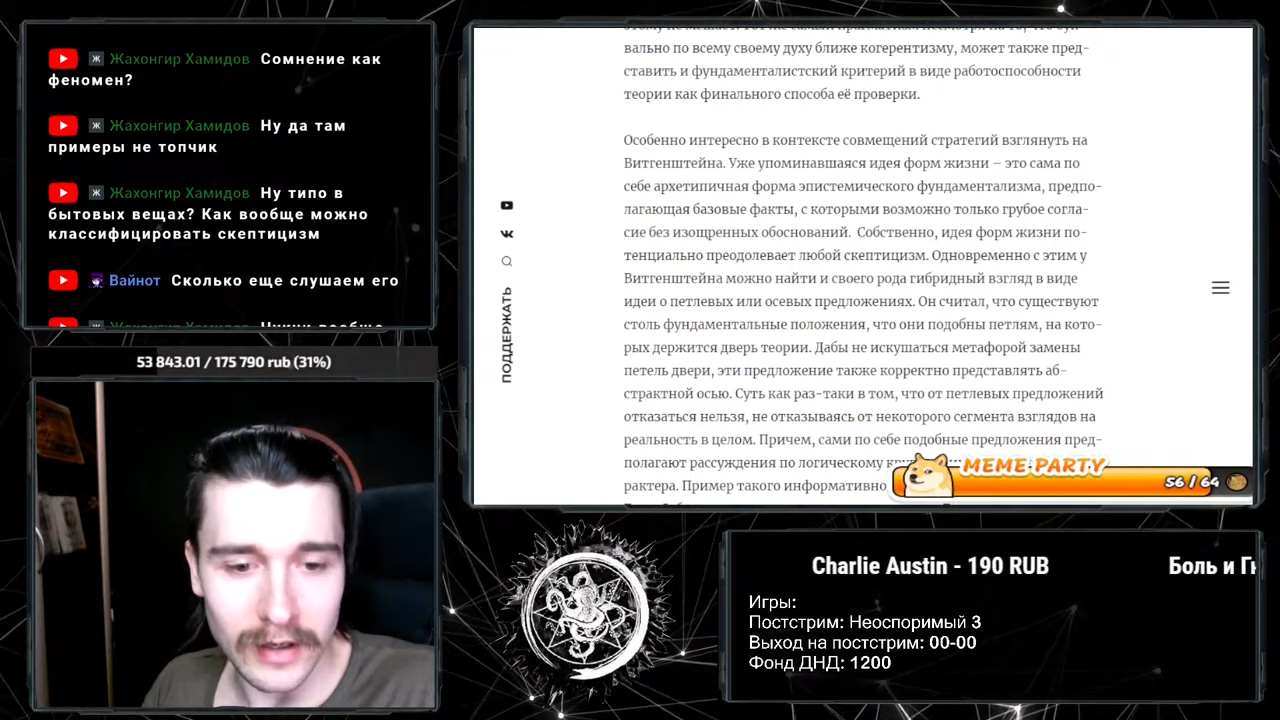 Жахонгир Хамидов Сомнение как
феномен?
Жахонгир Хамидов Ну да там
примеры не топчик
Жахонгир Хамидов Ну типо в
бытовых вещах? Как вообще можно
классифицировать скептицизм
Вайнот Сколько еще слушаем его
Жахонгир Хамидов
53 843.01 / 175 790 rub (31%)
вально по всему своему духу ближе когерентизму, может также пред-
ставить и фундаменталистский критерий в виде работоспособности
теории как финального способа её проверки.
Особенно интересно в контексте совмещений стратегий взглянуть на
Витгенштейна. Уже упоминавшаяся идея форм жизни – это сама по
себе архетипичная форма эпистемического фундаментализма, предпо-
лагающая базовые факты, с которыми возможно только грубое согла-
сие без изощренных обоснований. Собственно, идея форм жизни по-
тенциально преодолевает любой скептицизм. Одновременно с этим у
Витгенштейна можно найти и своего рода гибридный взгляд в виде
идеи о петлевых или осевых предложениях. Он считал, что существуют
столь фундаментальные положения, что они подобны петлям, на кото-
рых держится дверь теории. Дабы не искушаться метафорой замены
петель двери, эти предложение также корректно представлять аб-
страктной осью. Суть как раз-таки в том, что от петлевых предложений
отказаться нельзя, не отказываясь от некоторого сегмента взглядов на
реальность в целом. Причем, сами по себе подобные предложения пред-
полагают рассуждения по логическому
рактера. Пример такого информативно
ПОДДЕРЖАТЬ
MEME PARTY
56 / 64
Charlie Austin - 190 RUB
Боль и
Игры:
Постстрим: Неоспоримый 3
Выход на постстрим: 00-00
Фонд ДНД: 1200